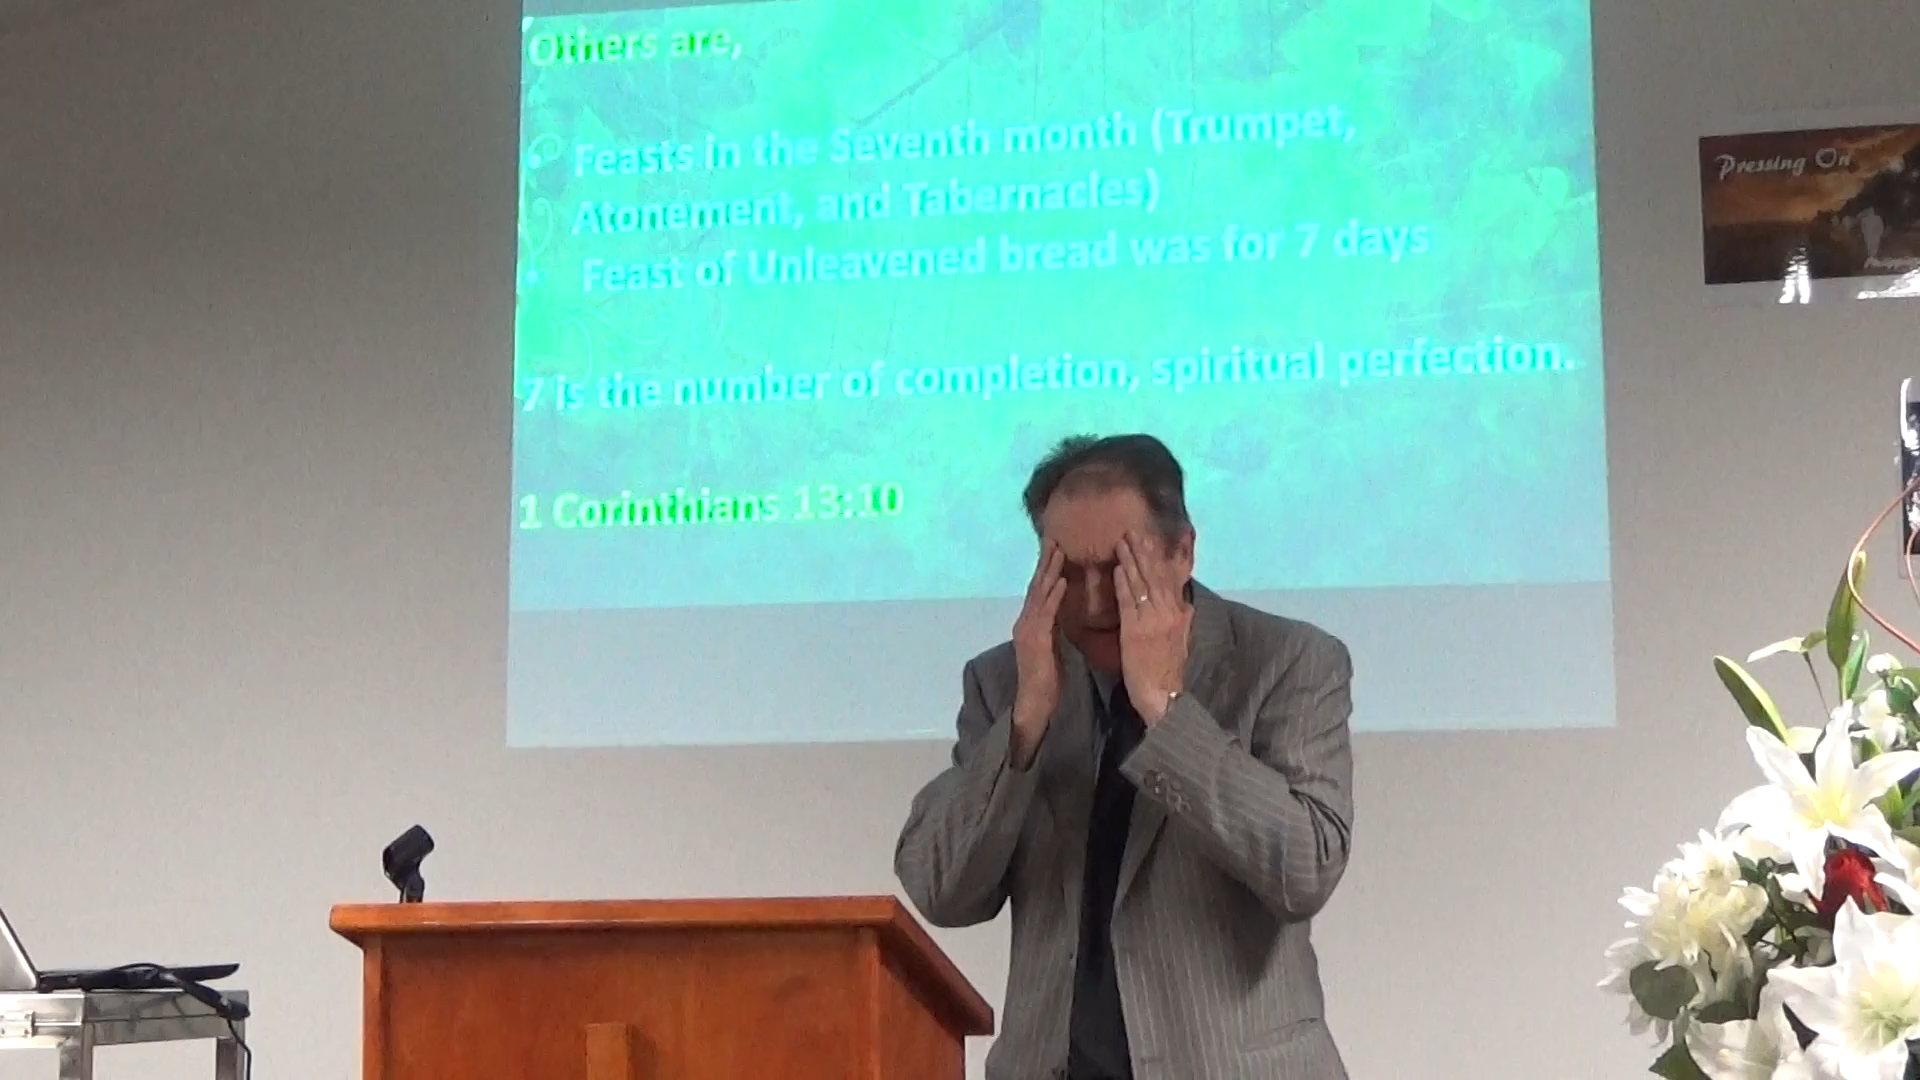 Others are,
• Feasts in the Seventh month (Trumpet,
Atonement, and Tabernacles)
• Feast of Unleavened bread was for 7 days
7 is the number of completion, spiritual perfection.
1 Corinthians 13:10
Pressing On